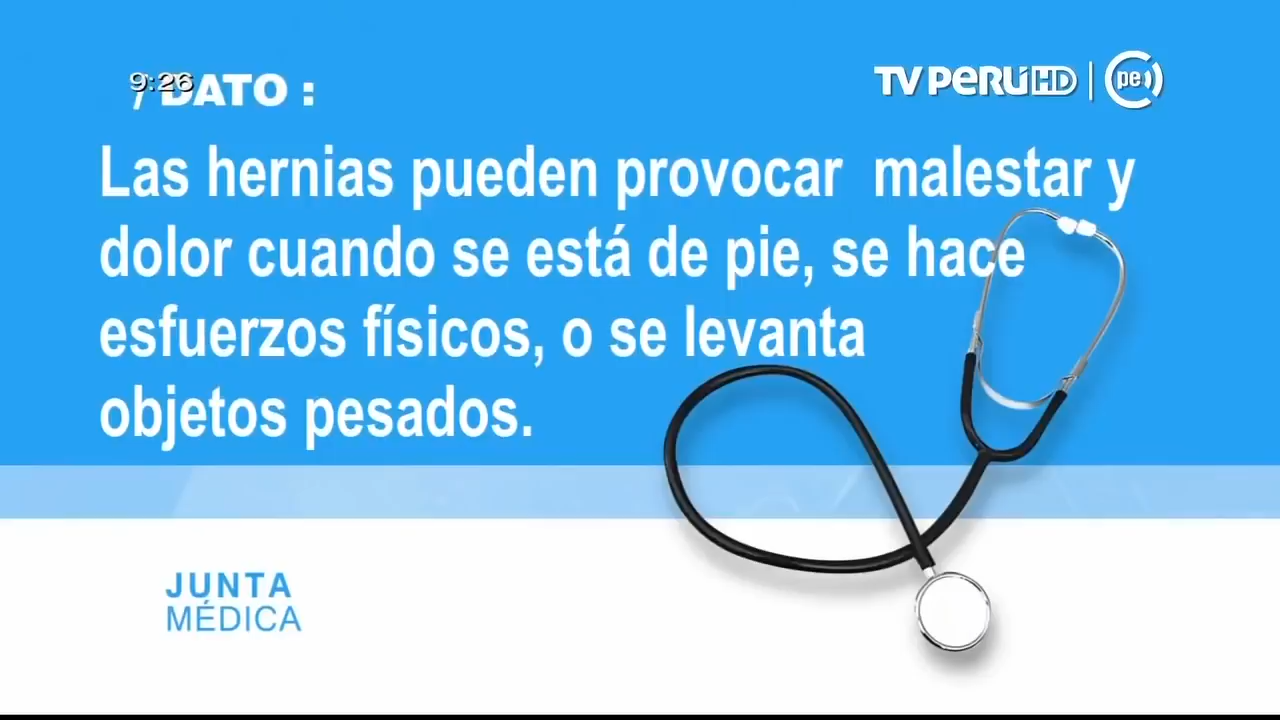 9:26
/ DATO :
TV PERÚ HD | pe
Las hernias pueden provocar malestar y
dolor cuando se está de pie, se hace
esfuerzos físicos, o se levanta
objetos pesados.
JUNTA
MÉDICA